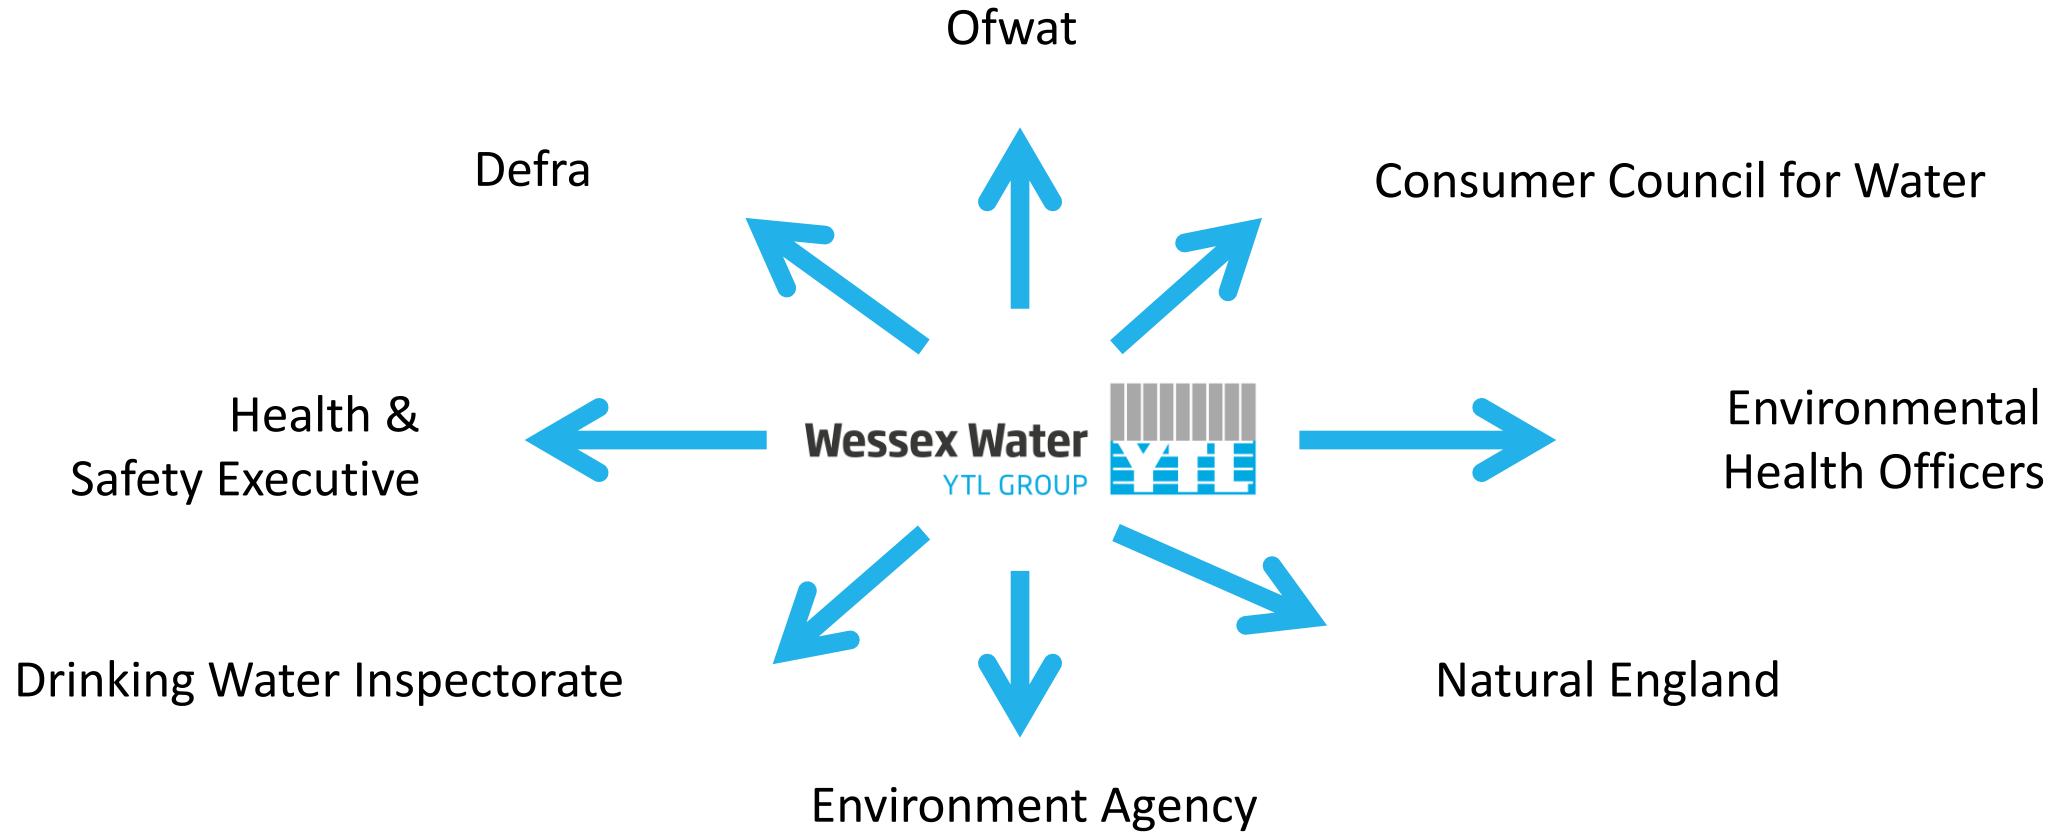 Ofwat
Defra
Consumer Council for Water
Health &
Safety Executive
Wessex Water
YTL GROUP
YTL
Environmental
Health Officers
Drinking Water Inspectorate
Natural England
Environment Agency